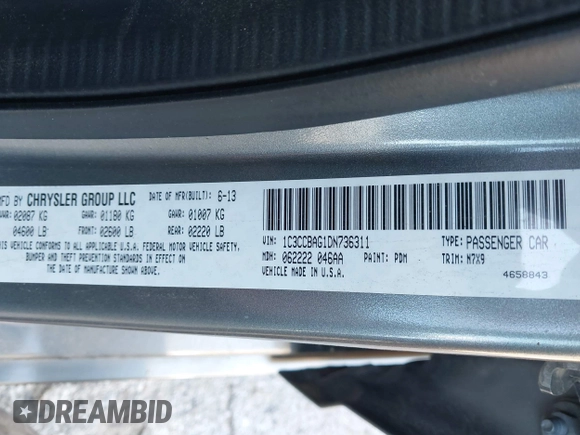 MFD BY CHRYSLER GROUP LLC DATE OF MFR(BUILT): 6-13
GVWR: 02087 KG GAWR: 01180 KG GAWR: 01007 KG
04600 LB FRONT: 02600 LB REAR: 02220 LB
THIS VEHICLE CONFORMS TO ALL APPLICABLE U.S.A. FEDERAL MOTOR VEHICLE SAFETY,
BUMPER AND THEFT PREVENTION STANDARDS IN EFFECT ON
THE DATE OF MANUFACTURE SHOWN ABOVE.
VIN: 1C3CCBAG1DN736311 TYPE: PASSENGER CAR
MDH: 062222 046AA PAINT: PDM TRIM: N7X9
VEHICLE MADE IN U.S.A. 4658843
DREAMBID